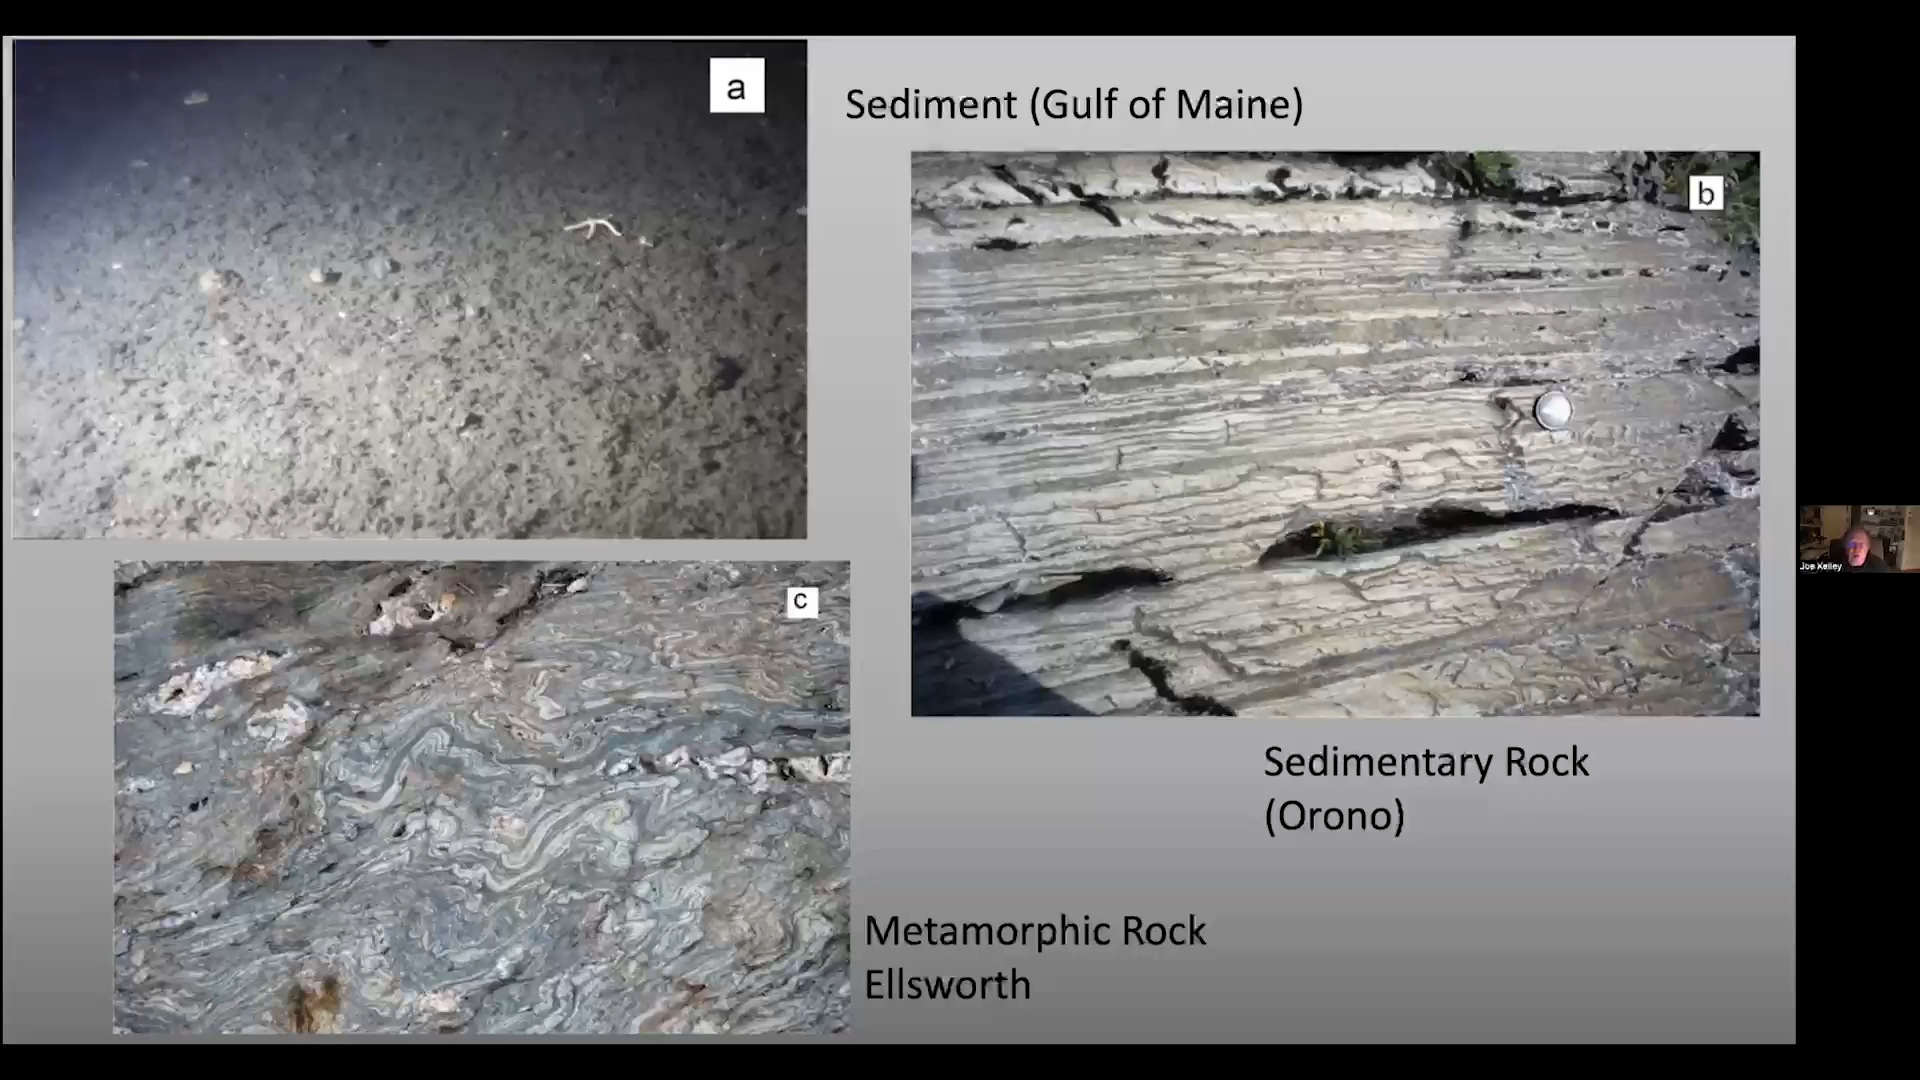 a
Sediment (Gulf of Maine)
b
Sedimentary Rock
(Orono)
c
Metamorphic Rock
Ellsworth
Joe Kelley